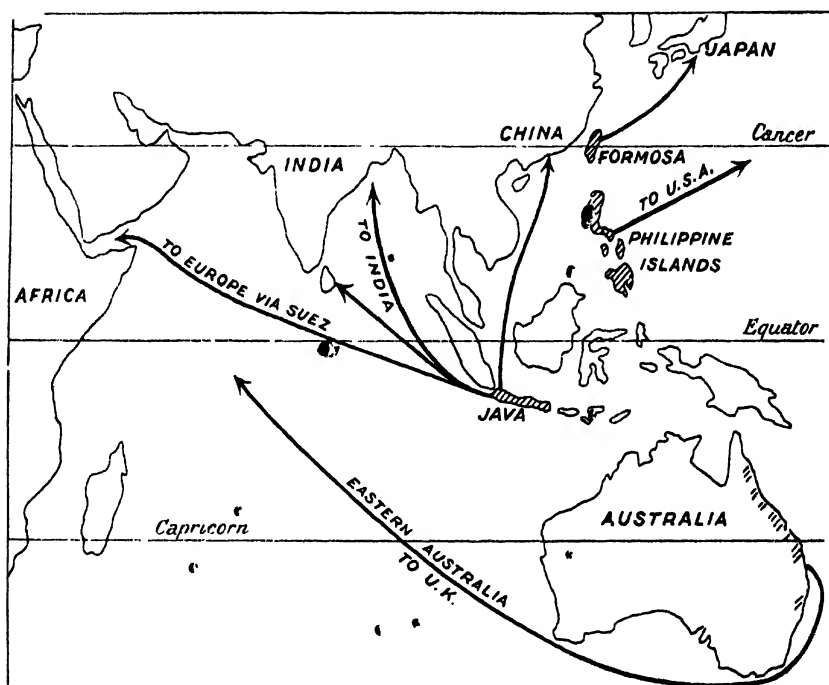 JAPAN
CHINA
Cancer
INDIA
FORMOSA
TO U.S.A.
TO INDIA
PHILIPPINE
ISLANDS
TO EUROPE VIA SUEZ
AFRICA
Equator
JAVA
EASTERN AUSTRALIA
TO U.K.
Capricorn
AUSTRALIA